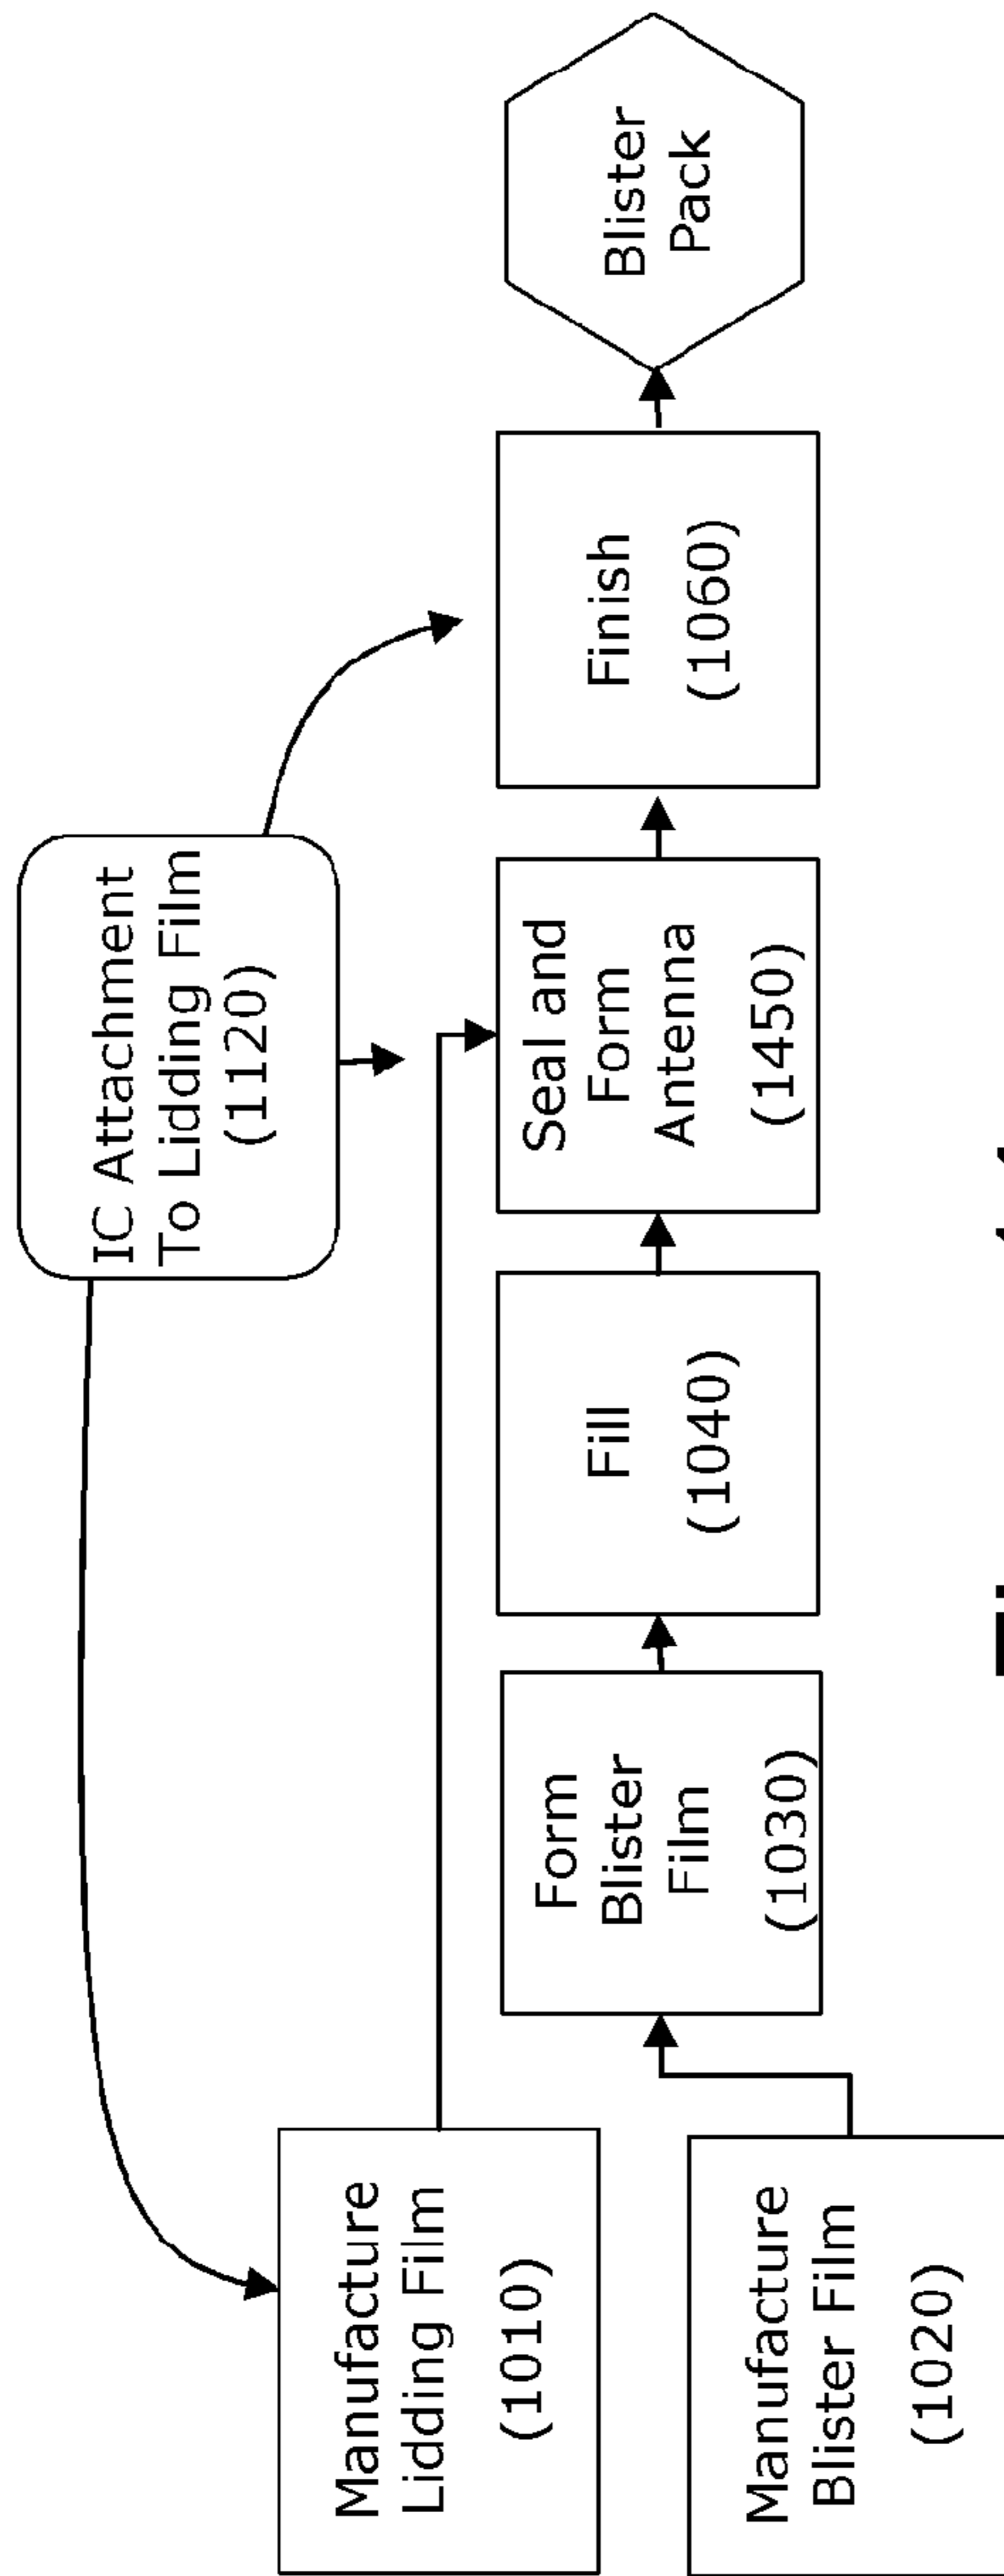 IC Attachment
To Lidding Film
(1120)
Manufacture
Lidding Film
(1010)
Manufacture
Blister Film
(1020)
Form
Blister
Film
(1030)
Fill
(1040)
Seal and
Form
Antenna
(1450)
Finish
(1060)
Blister
Pack